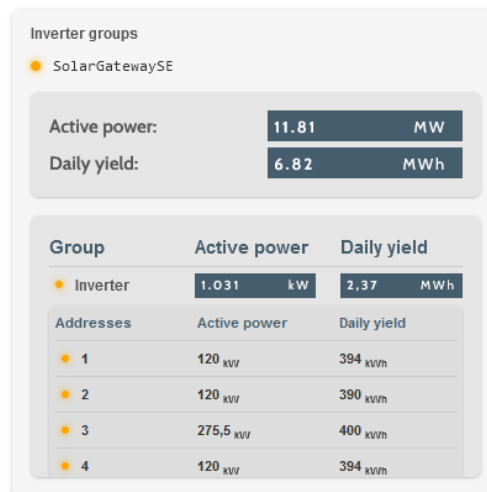 Inverter groups
SolarGatewaySE
Active power: 11.81 MW
Daily yield: 6.82 MWh
Group Active power Daily yield
Inverter 1.031 kW 2,37 MWh
Addresses Active power Daily yield
1 120 kW 394 kWh
2 120 kW 390 kWh
3 275,5 kW 400 kWh
4 120 kW 394 kWh